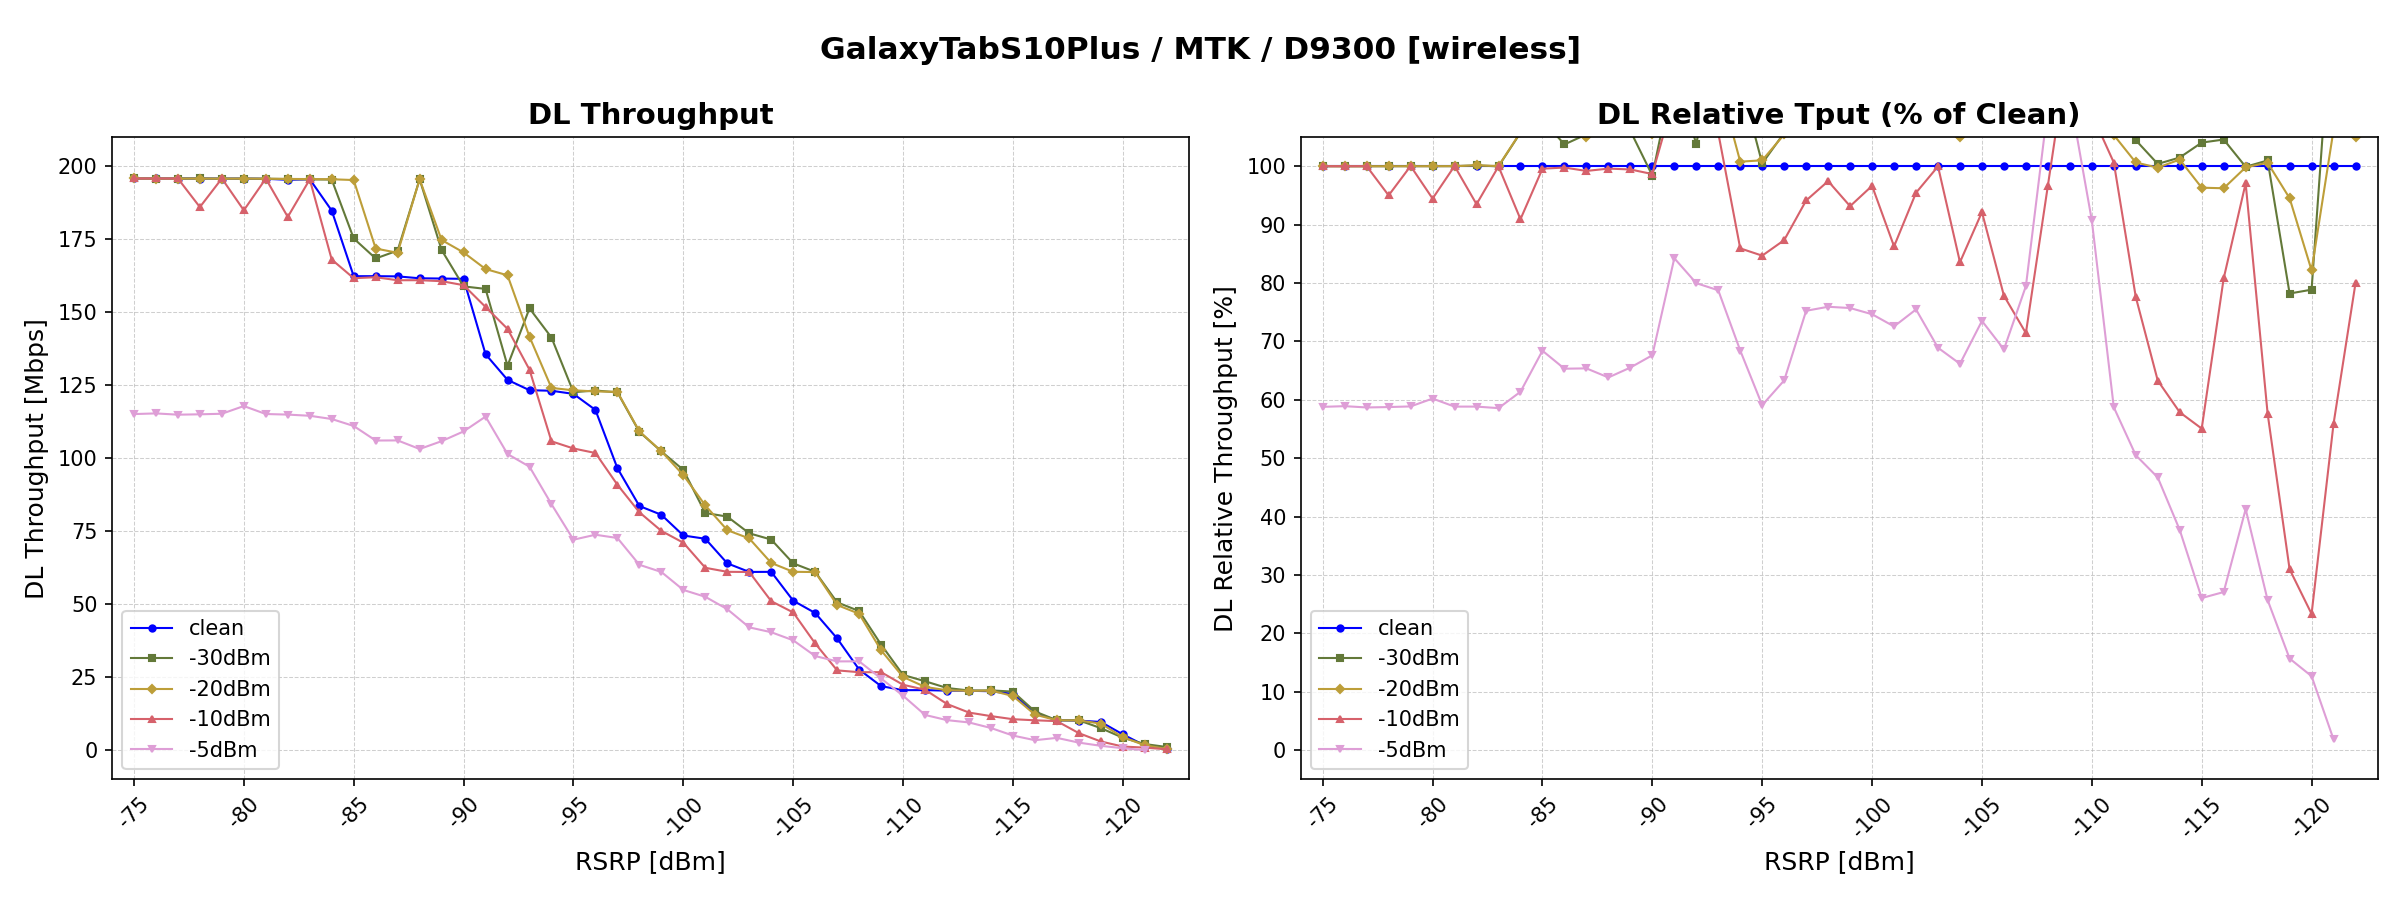 GalaxyTabS10Plus / MTK / D9300 [wireless]
DL Throughput
DL Throughput [Mbps]
200
175
150
125
100
75
50
25
0
clean
-30dBm
-20dBm
-10dBm
-5dBm
-75
-80
-85
-90
-95
-100
-105
-110
-115
-120
RSRP [dBm]
DL Relative Tput (% of Clean)
DL Relative Throughput [%]
100
90
80
70
60
50
40
30
20
10
0
clean
-30dBm
-20dBm
-10dBm
-5dBm
-75
-80
-85
-90
-95
-100
-105
-110
-115
-120
RSRP [dBm]